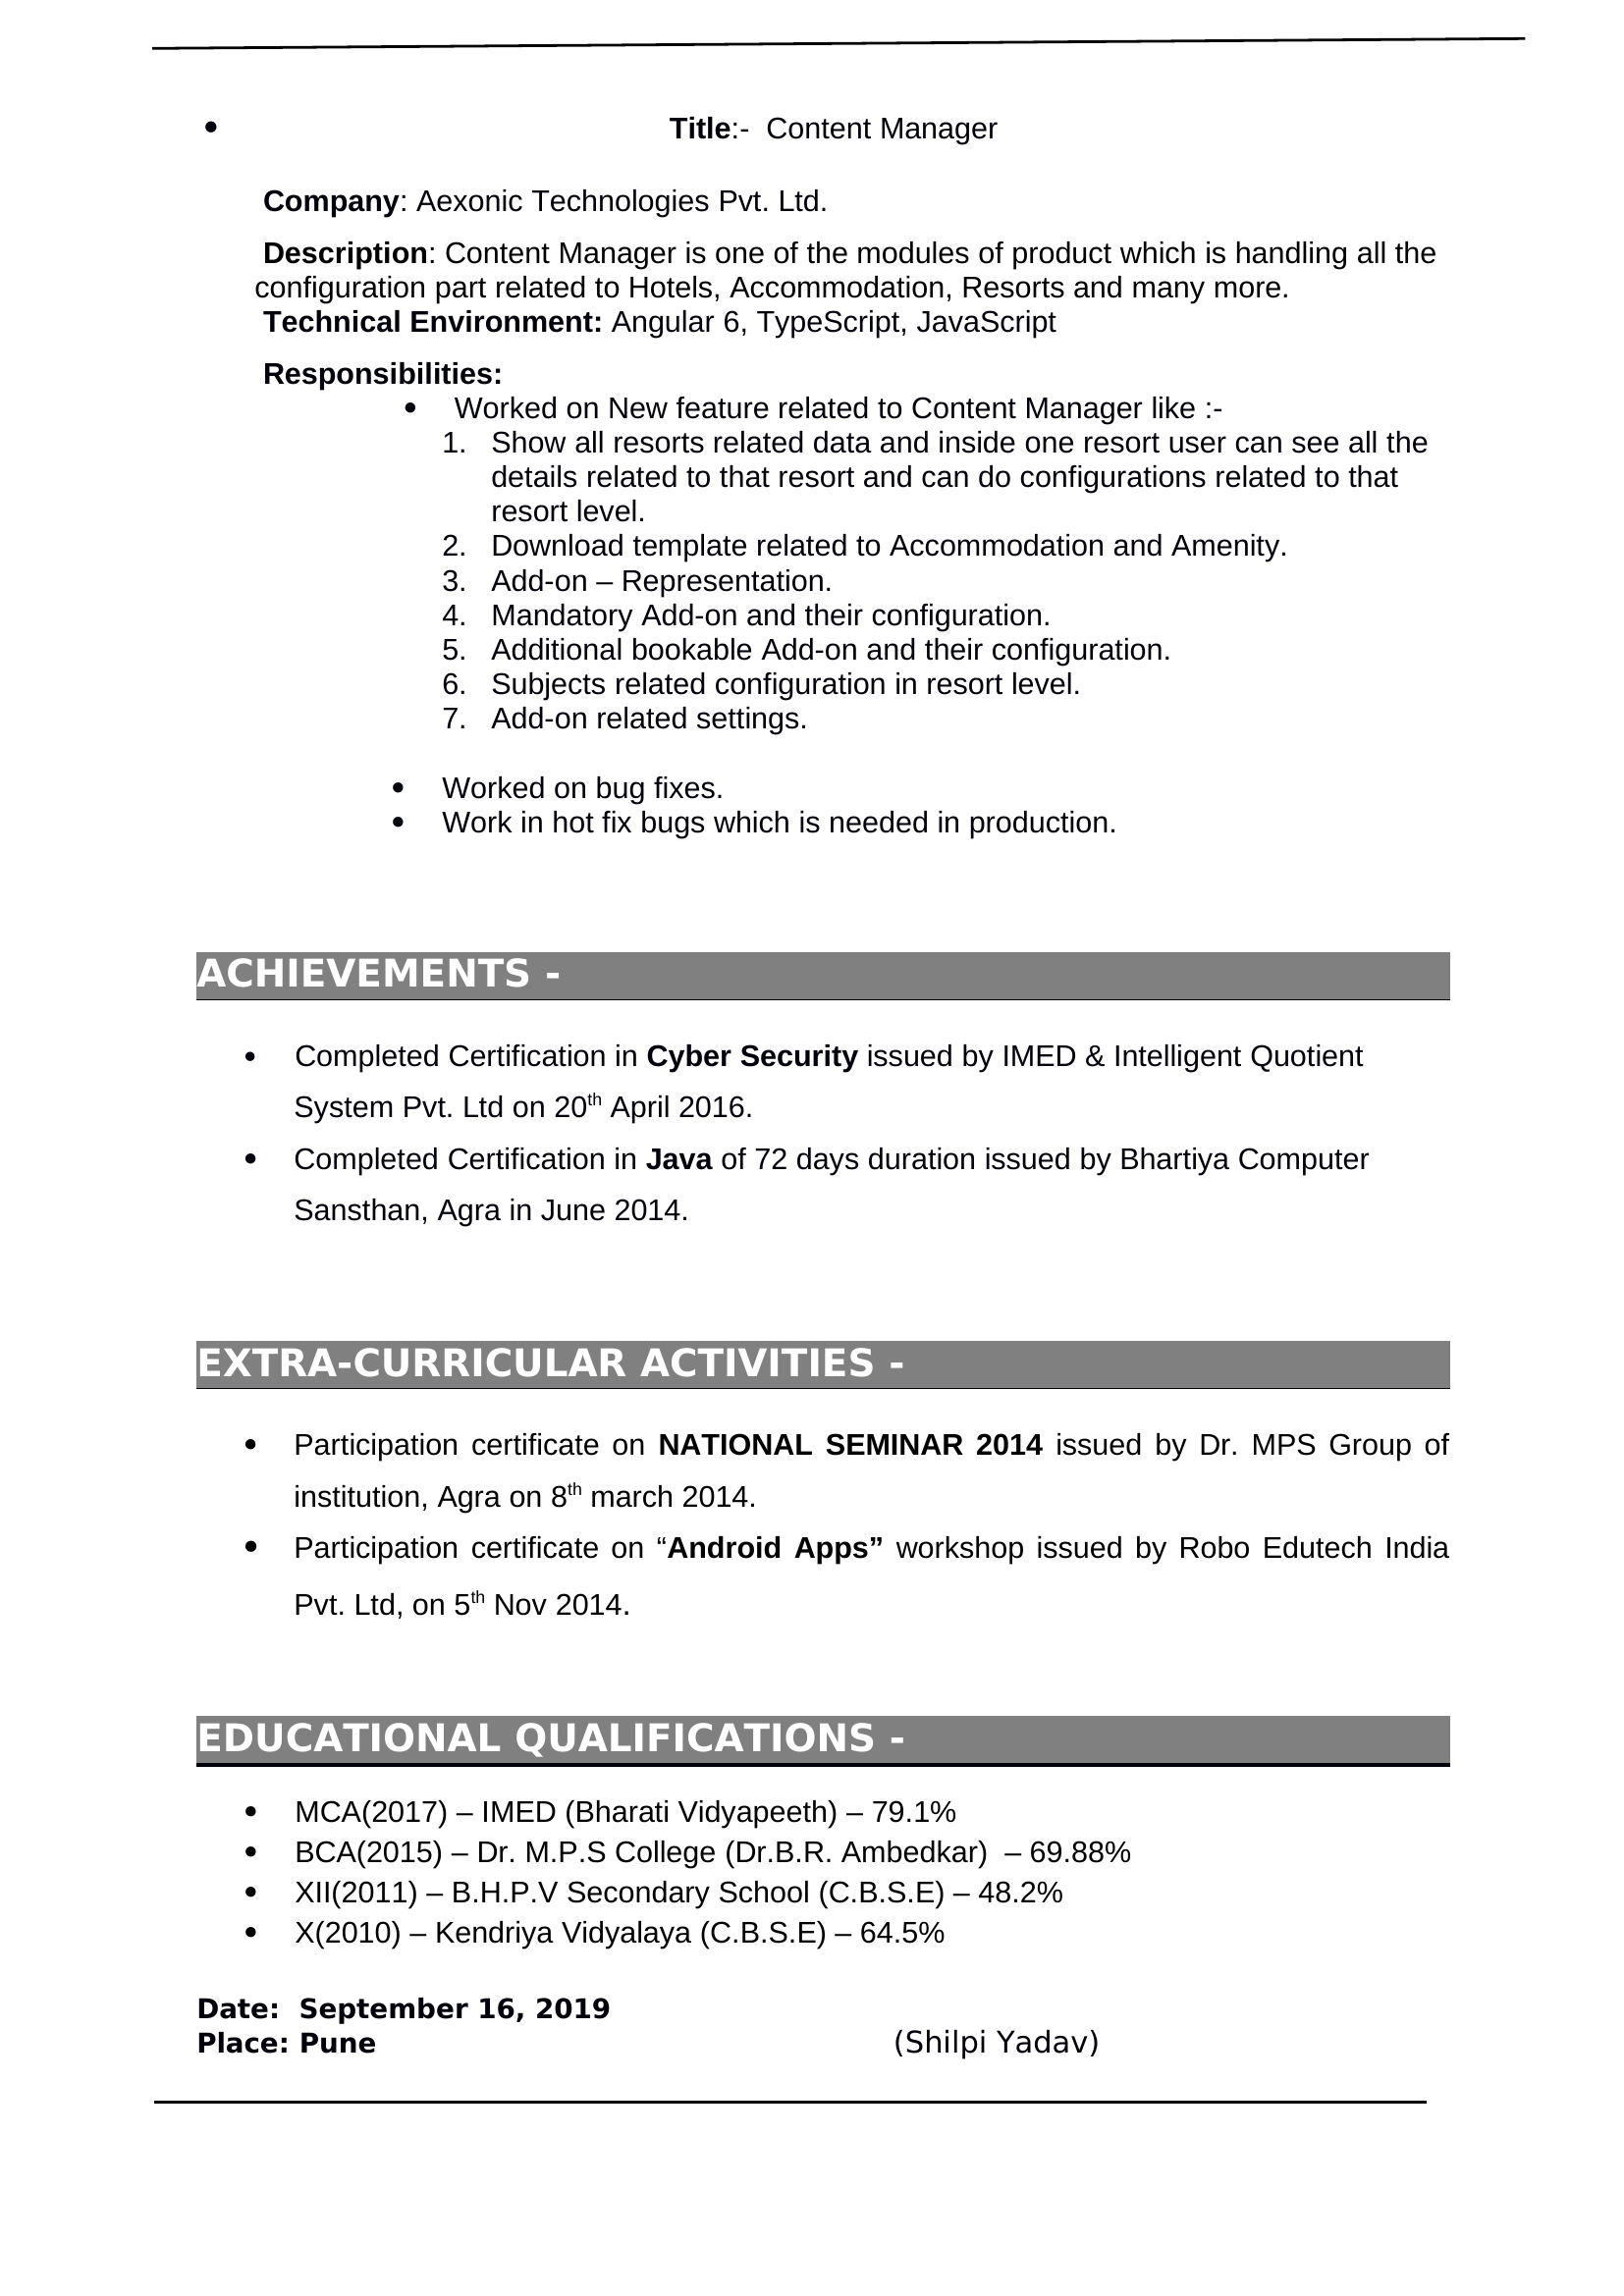 • Title:- Content Manager
Company: Aexonic Technologies Pvt. Ltd.
Description: Content Manager is one of the modules of product which is handling all the
configuration part related to Hotels, Accommodation, Resorts and many more.
Technical Environment: Angular 6, TypeScript, JavaScript
Responsibilities:
• Worked on New feature related to Content Manager like :-
1. Show all resorts related data and inside one resort user can see all the
details related to that resort and can do configurations related to that
resort level.
2. Download template related to Accommodation and Amenity.
3. Add-on – Representation.
4. Mandatory Add-on and their configuration.
5. Additional bookable Add-on and their configuration.
6. Subjects related configuration in resort level.
7. Add-on related settings.
• Worked on bug fixes.
• Work in hot fix bugs which is needed in production.
ACHIEVEMENTS -
• Completed Certification in Cyber Security issued by IMED & Intelligent Quotient
System Pvt. Ltd on 20th April 2016.
• Completed Certification in Java of 72 days duration issued by Bhartiya Computer
Sansthan, Agra in June 2014.
EXTRA-CURRICULAR ACTIVITIES -
• Participation certificate on NATIONAL SEMINAR 2014 issued by Dr. MPS Group of
institution, Agra on 8th march 2014.
• Participation certificate on “Android Apps” workshop issued by Robo Edutech India
Pvt. Ltd, on 5th Nov 2014.
EDUCATIONAL QUALIFICATIONS -
• MCA(2017) – IMED (Bharati Vidyapeeth) – 79.1%
• BCA(2015) – Dr. M.P.S College (Dr.B.R. Ambedkar) – 69.88%
• XII(2011) – B.H.P.V Secondary School (C.B.S.E) – 48.2%
• X(2010) – Kendriya Vidyalaya (C.B.S.E) – 64.5%
Date: September 16, 2019
Place: Pune (Shilpi Yadav)